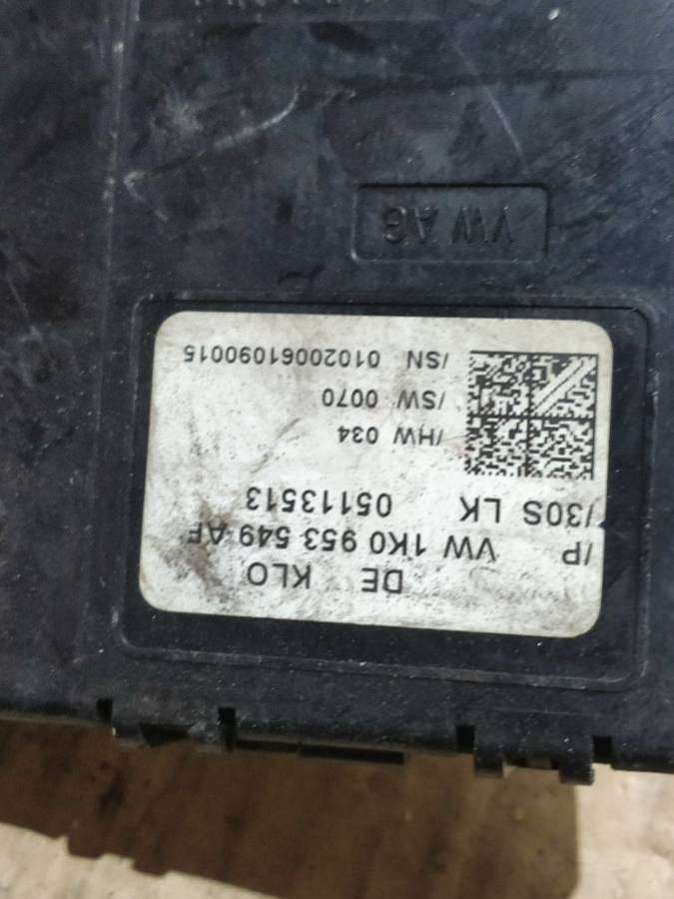 DE KLO
/P VW 1K0 953 549 AF
/30S LK 05113513
/HW 034
/SW 0070
/SN 01020061090015
VW AG